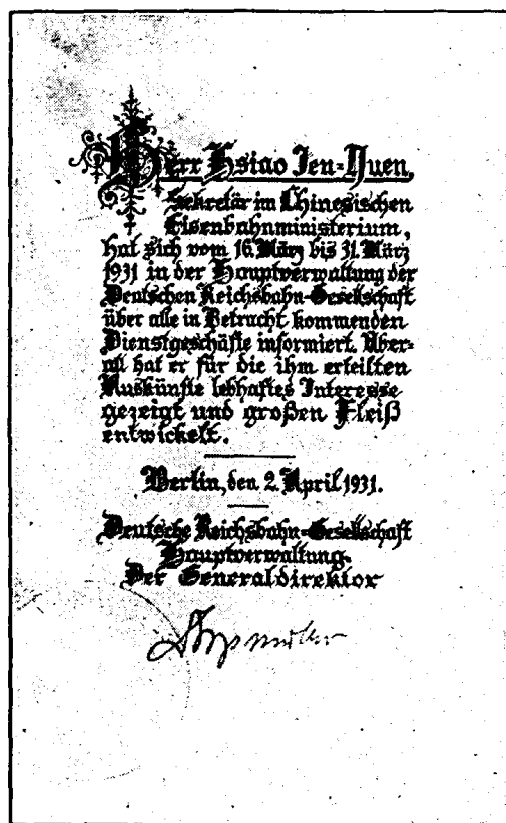 Herr Hsiao Jen=Yuen,
Sekretär im Chinesischen
Eisenbahnministerium,
hat sich vom 16. März bis 31. März
1931 in der Hauptverwaltung der
Deutschen Reichsbahn=Gesellschaft
über alle in Betracht kommenden
Dienstgeschäfte informiert. Über=
all hat er für die ihm erteilten
Auskünfte lebhaftes Interesse
gezeigt und großen Fleiß
entwickelt.
Berlin, den 2. April 1931.
Deutsche Reichsbahn=Gesellschaft
Hauptverwaltung.
Der Generaldirektor
Dorpmüller